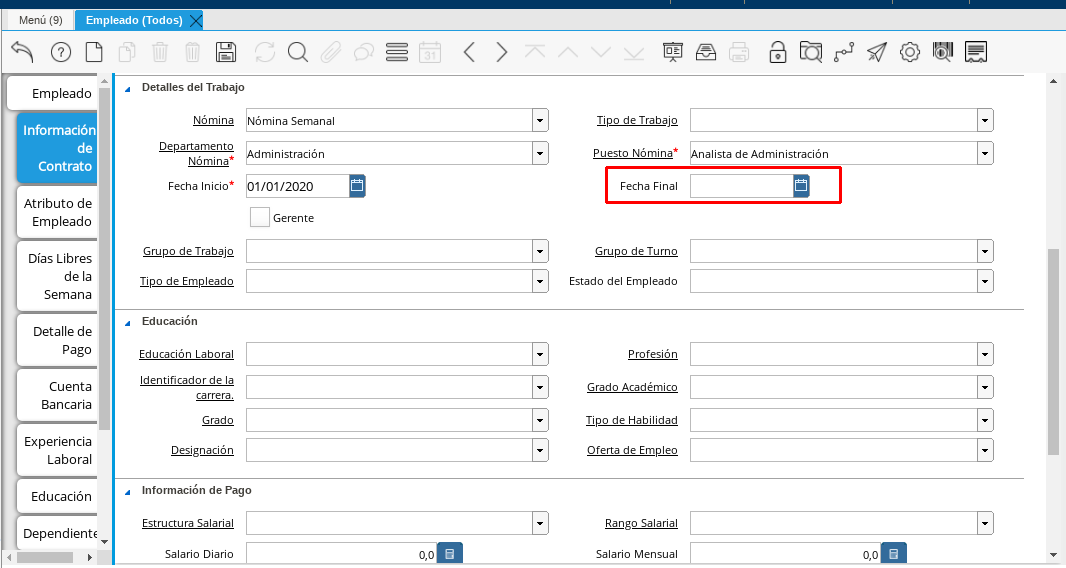 Menú (9)
Empleado (Todos)
31
Empleado
Información
de
Contrato
Atributo de
Empleado
Días Libres
de la
Semana
Detalle de
Pago
Cuenta
Bancaria
Experiencia
Laboral
Educación
Dependiente
Detalles del Trabajo
Nómina Nómina Semanal Tipo de Trabajo
Departamento
Nómina* Administración Puesto Nómina* Analista de Administración
Fecha Inicio* 01/01/2020 Fecha Final
Gerente
Grupo de Trabajo Grupo de Turno
Tipo de Empleado Estado del Empleado
Educación
Educación Laboral Profesión
Identificador de la
carrera. Grado Académico
Grado Tipo de Habilidad
Designación Oferta de Empleo
Información de Pago
Estructura Salarial Rango Salarial
Salario Diario 0,0 Salario Mensual 0,0